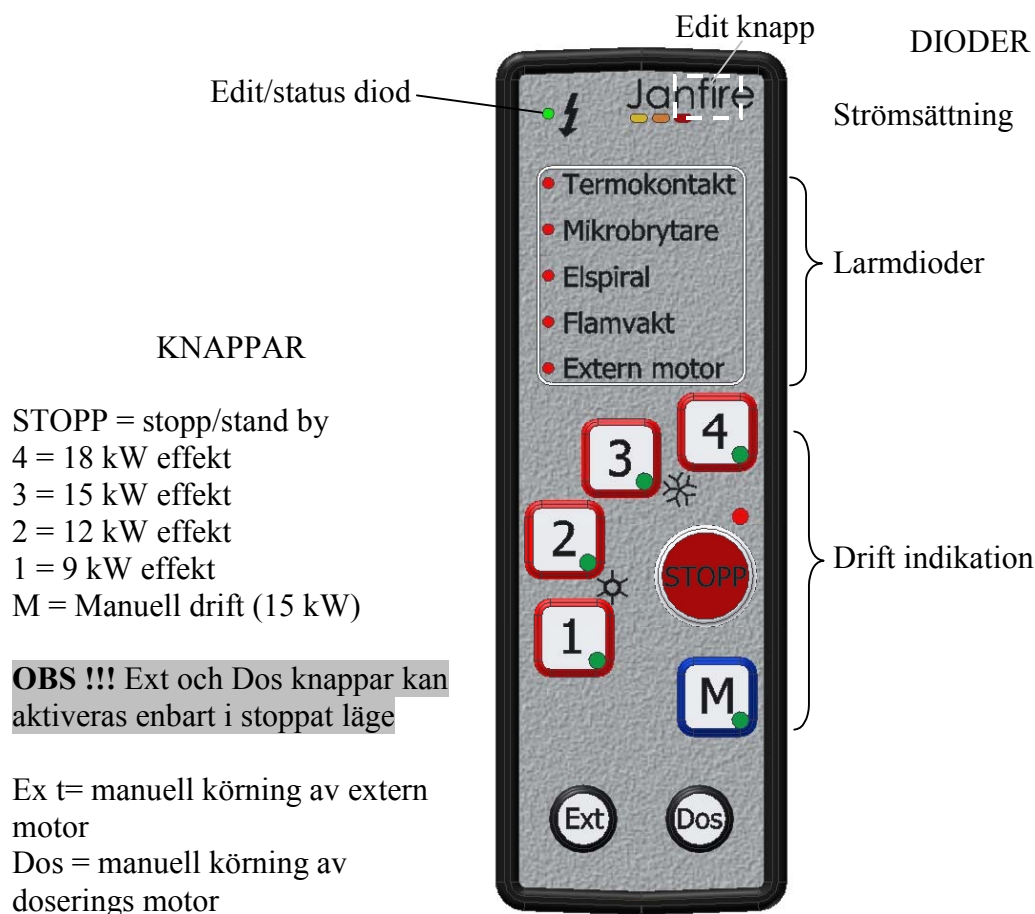 Edit knapp
DIODER
Edit/status diod
Janfire
Strömsättning
Termokontakt
Mikrobrytare
Elspiral
Flamvakt
Extern motor
Larmdioder
KNAPPAR
STOPP = stopp/stand by
4 = 18 kW effekt
3 = 15 kW effekt
2 = 12 kW effekt
1 = 9 kW effekt
M = Manuell drift (15 kW)
OBS !!! Ext och Dos knappar kan
aktiveras enbart i stoppat läge
Ex t= manuell körning av extern
motor
Dos = manuell körning av
doserings motor
4
3
2
STOPP
1
M
Drift indikation
Ext
Dos